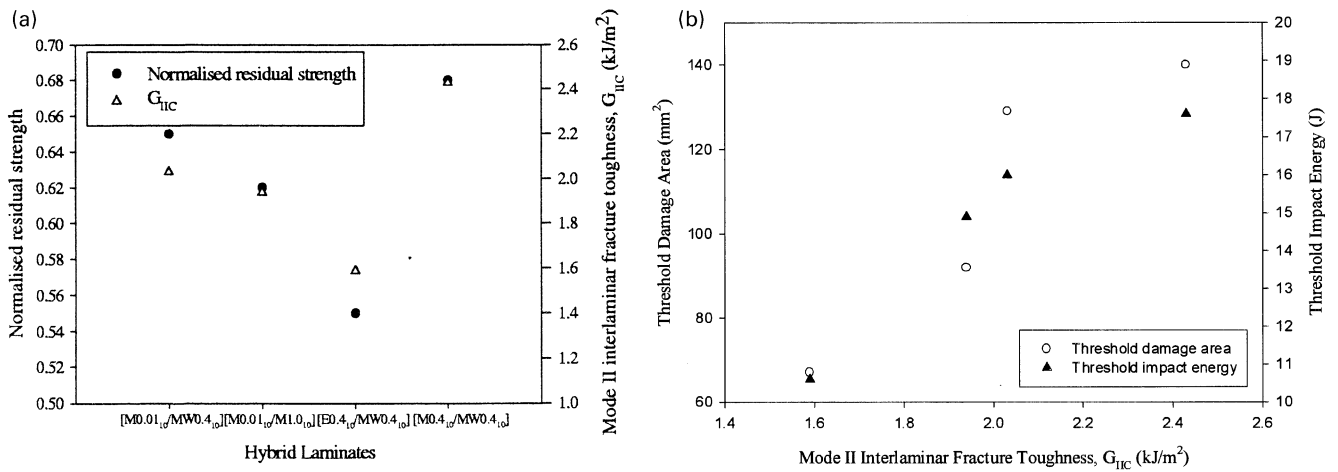 (a)
0.70
0.68
0.66
0.64
0.62
0.60
0.58
0.56
0.54
0.52
0.50
Normalised residual strength
Normalised residual strength
G_IIC
2.6
2.4
2.2
2.0
1.8
1.6
1.4
1.2
1.0
Mode II interlaminar fracture toughness, G_IIC (kJ/m²)
[M0.01₁₀/MW0.4₁₀][M0.01₁₀/M1.0₁₀][E0.4₁₀/MW0.4₁₀] [M0.4₁₀/MW0.4₁₀]
Hybrid Laminates
(b)
140
120
100
80
60
Threshold Damage Area (mm²)
Threshold damage area
Threshold impact energy
20
19
18
17
16
15
14
13
12
11
10
Threshold Impact Energy (J)
1.4 1.6 1.8 2.0 2.2 2.4 2.6
Mode II Interlaminar Fracture Toughness, G_IIC (kJ/m²)